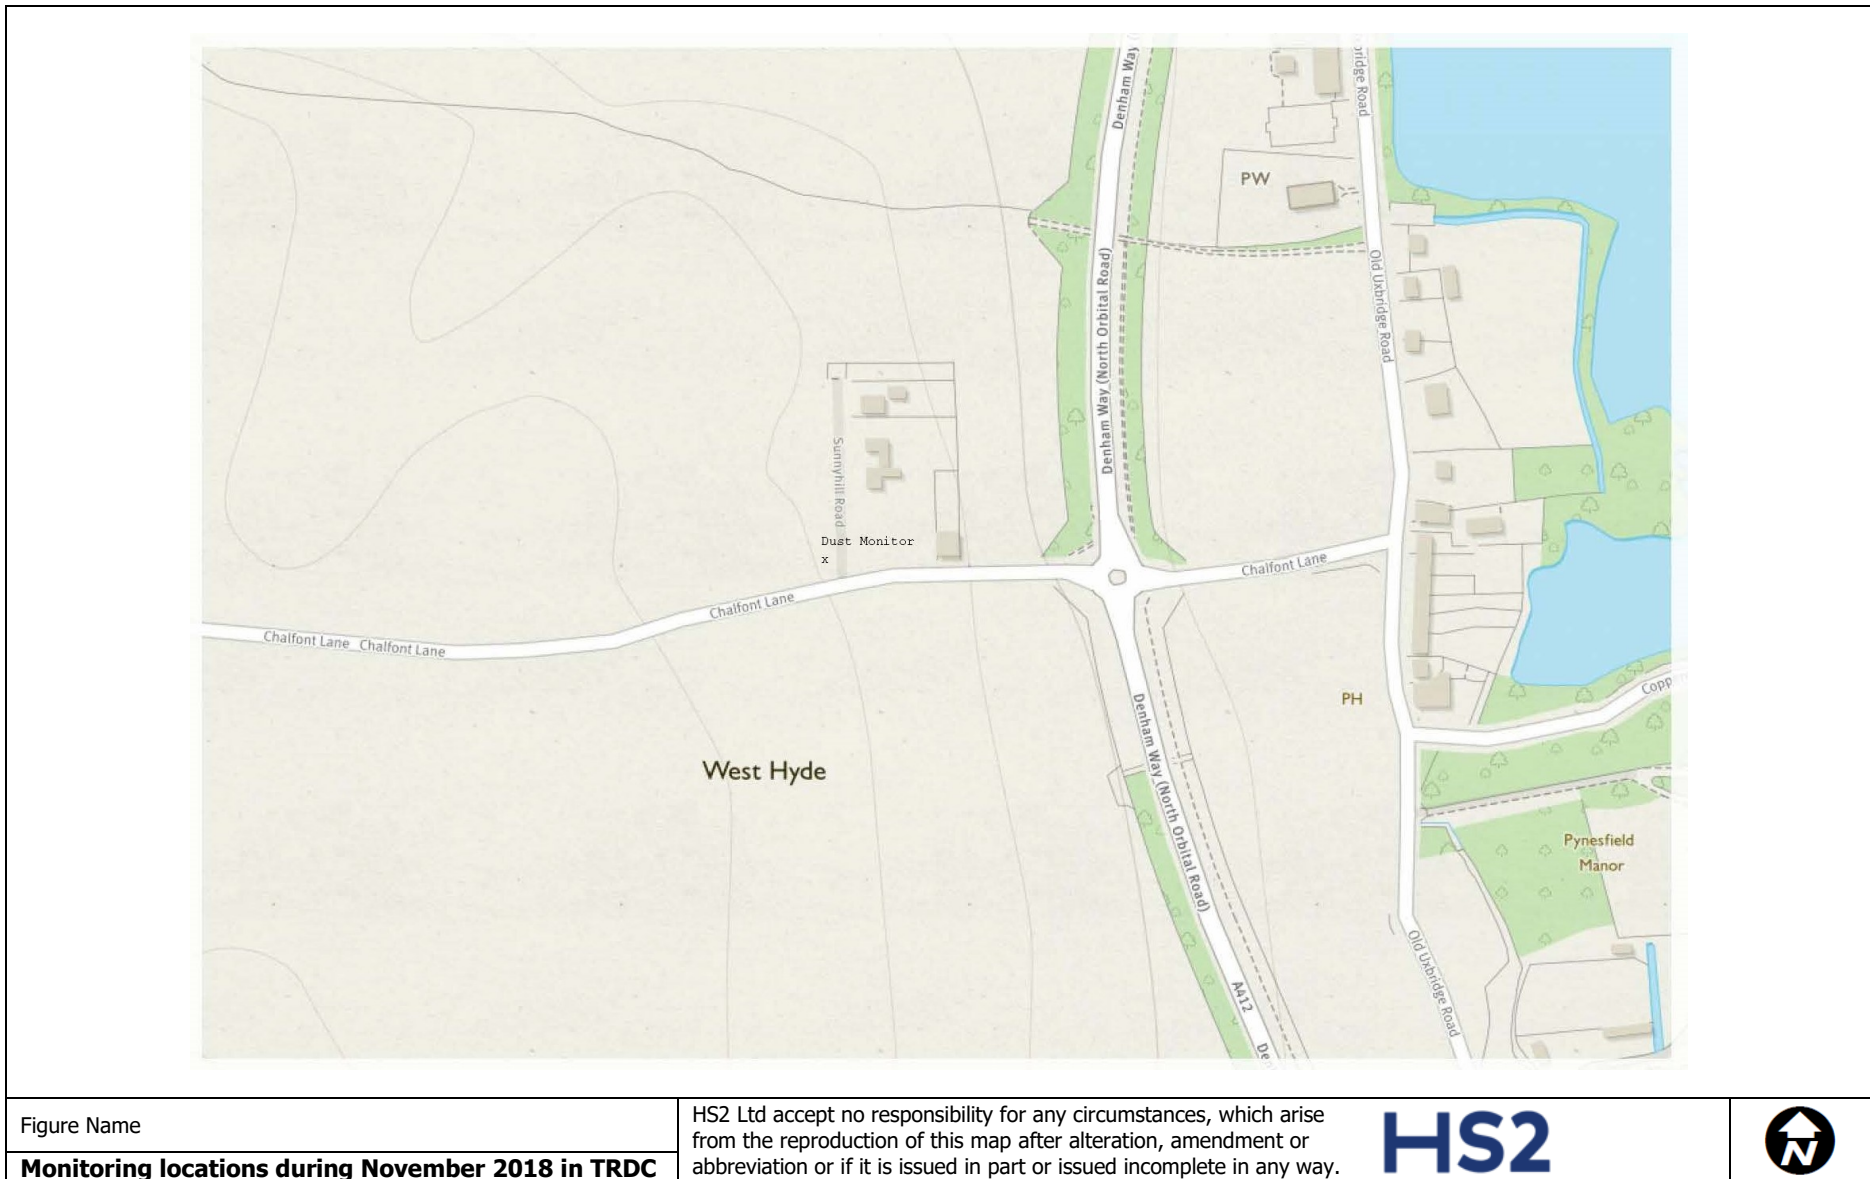 Denham Way
Uxbridge Road
PW
Denham Way (North Orbital Road)
Old Uxbridge Road
Sunnyhill Road
Dust Monitor
x
Chalfont Lane
Chalfont Lane
Chalfont Lane
Chalfont Lane
PH
West Hyde
Denham Way (North Orbital Road)
Pynesfield
Manor
A412
Old Uxbridge Road
Figure Name
Monitoring locations during November 2018 in TRDC
HS2 Ltd accept no responsibility for any circumstances, which arise
from the reproduction of this map after alteration, amendment or
abbreviation or if it is issued in part or issued incomplete in any way.
HS2
N